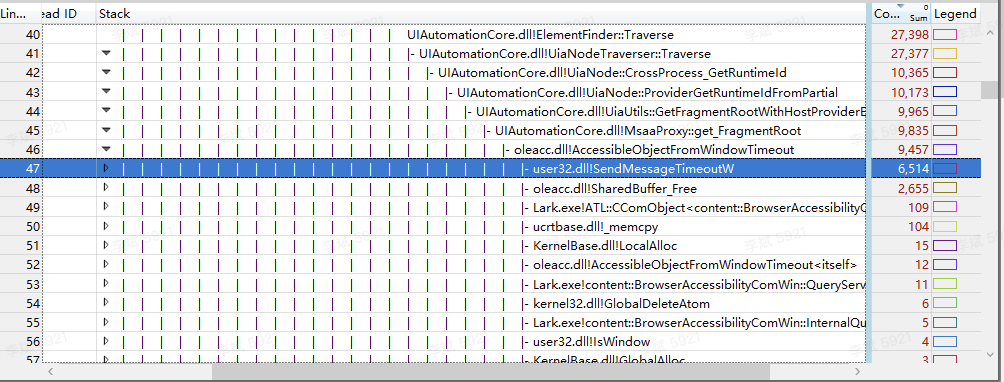 Lin... ead ID Stack Co... 0 Sum Legend
40 UIAutomationCore.dll!ElementFinder::Traverse 27,398
41 |- UIAutomationCore.dll!UiaNodeTraverser::Traverse 27,377
42 |- UIAutomationCore.dll!UiaNode::CrossProcess_GetRuntimeId 10,365
43 |- UIAutomationCore.dll!UiaNode::ProviderGetRuntimeIdFromPartial 10,173
44 |- UIAutomationCore.dll!UiaUtils::GetFragmentRootWithHostProviderE 9,965
45 |- UIAutomationCore.dll!MsaaProxy::get_FragmentRoot 9,835
46 |- oleacc.dll!AccessibleObjectFromWindowTimeout 9,457
47 |- user32.dll!SendMessageTimeoutW 6,514
48 |- oleacc.dll!SharedBuffer_Free 2,655
49 |- Lark.exe!ATL::CComObject<content::BrowserAccessibilityC 109
50 |- ucrtbase.dll!_memcpy 104
51 |- KernelBase.dll!LocalAlloc 15
52 |- oleacc.dll!AccessibleObjectFromWindowTimeout<itself> 12
53 |- Lark.exe!content::BrowserAccessibilityComWin::QueryServ 11
54 |- kernel32.dll!GlobalDeleteAtom 6
55 |- Lark.exe!content::BrowserAccessibilityComWin::InternalQu 5
56 |- user32.dll!IsWindow 4
57 |- KernelBase.dll!GlobalAlloc 3